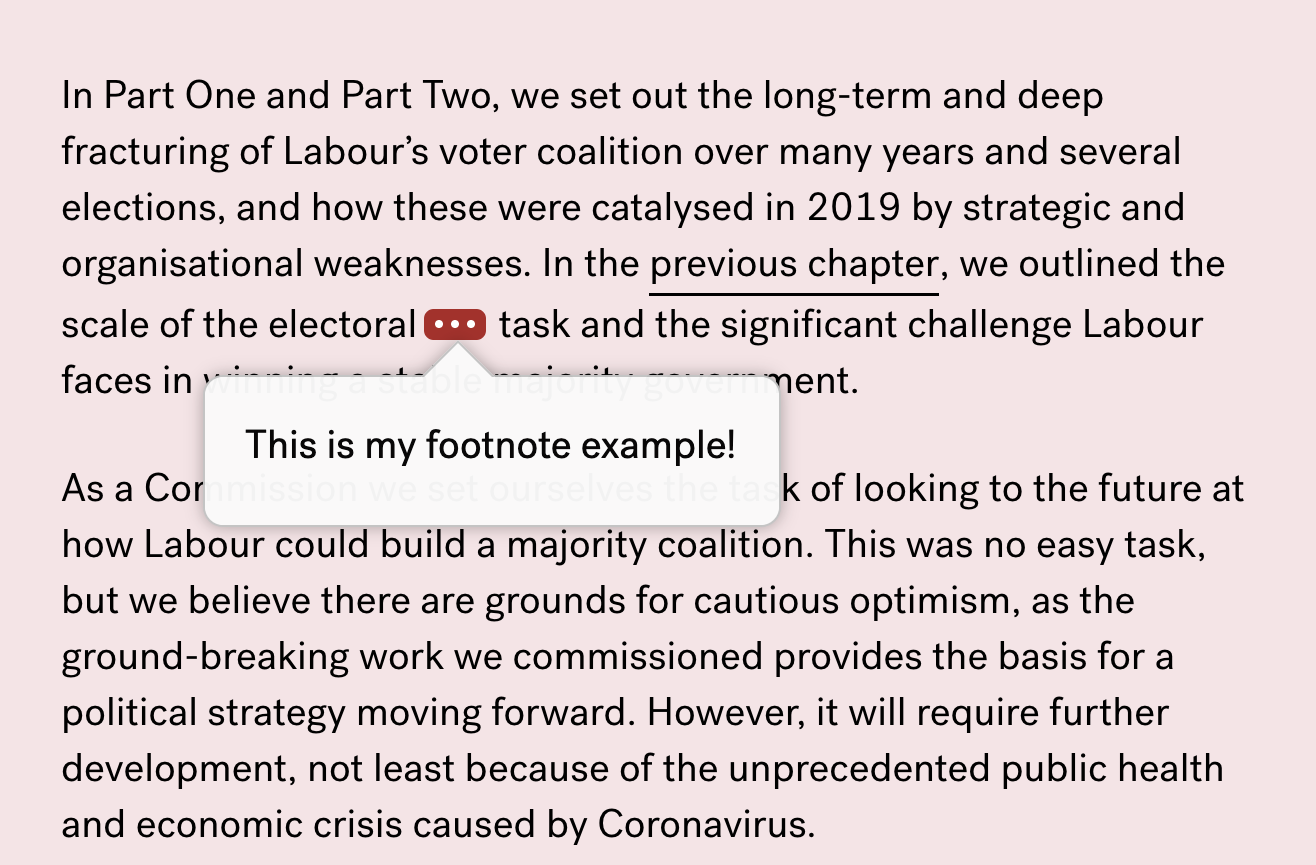 In Part One and Part Two, we set out the long-term and deep
fracturing of Labour’s voter coalition over many years and several
elections, and how these were catalysed in 2019 by strategic and
organisational weaknesses. In the previous chapter, we outlined the
scale of the electoral ••• task and the significant challenge Labour
faces in winning a stable majority government.
This is my footnote example!
As a Commission we set ourselves the task of looking to the future at
how Labour could build a majority coalition. This was no easy task,
but we believe there are grounds for cautious optimism, as the
ground-breaking work we commissioned provides the basis for a
political strategy moving forward. However, it will require further
development, not least because of the unprecedented public health
and economic crisis caused by Coronavirus.